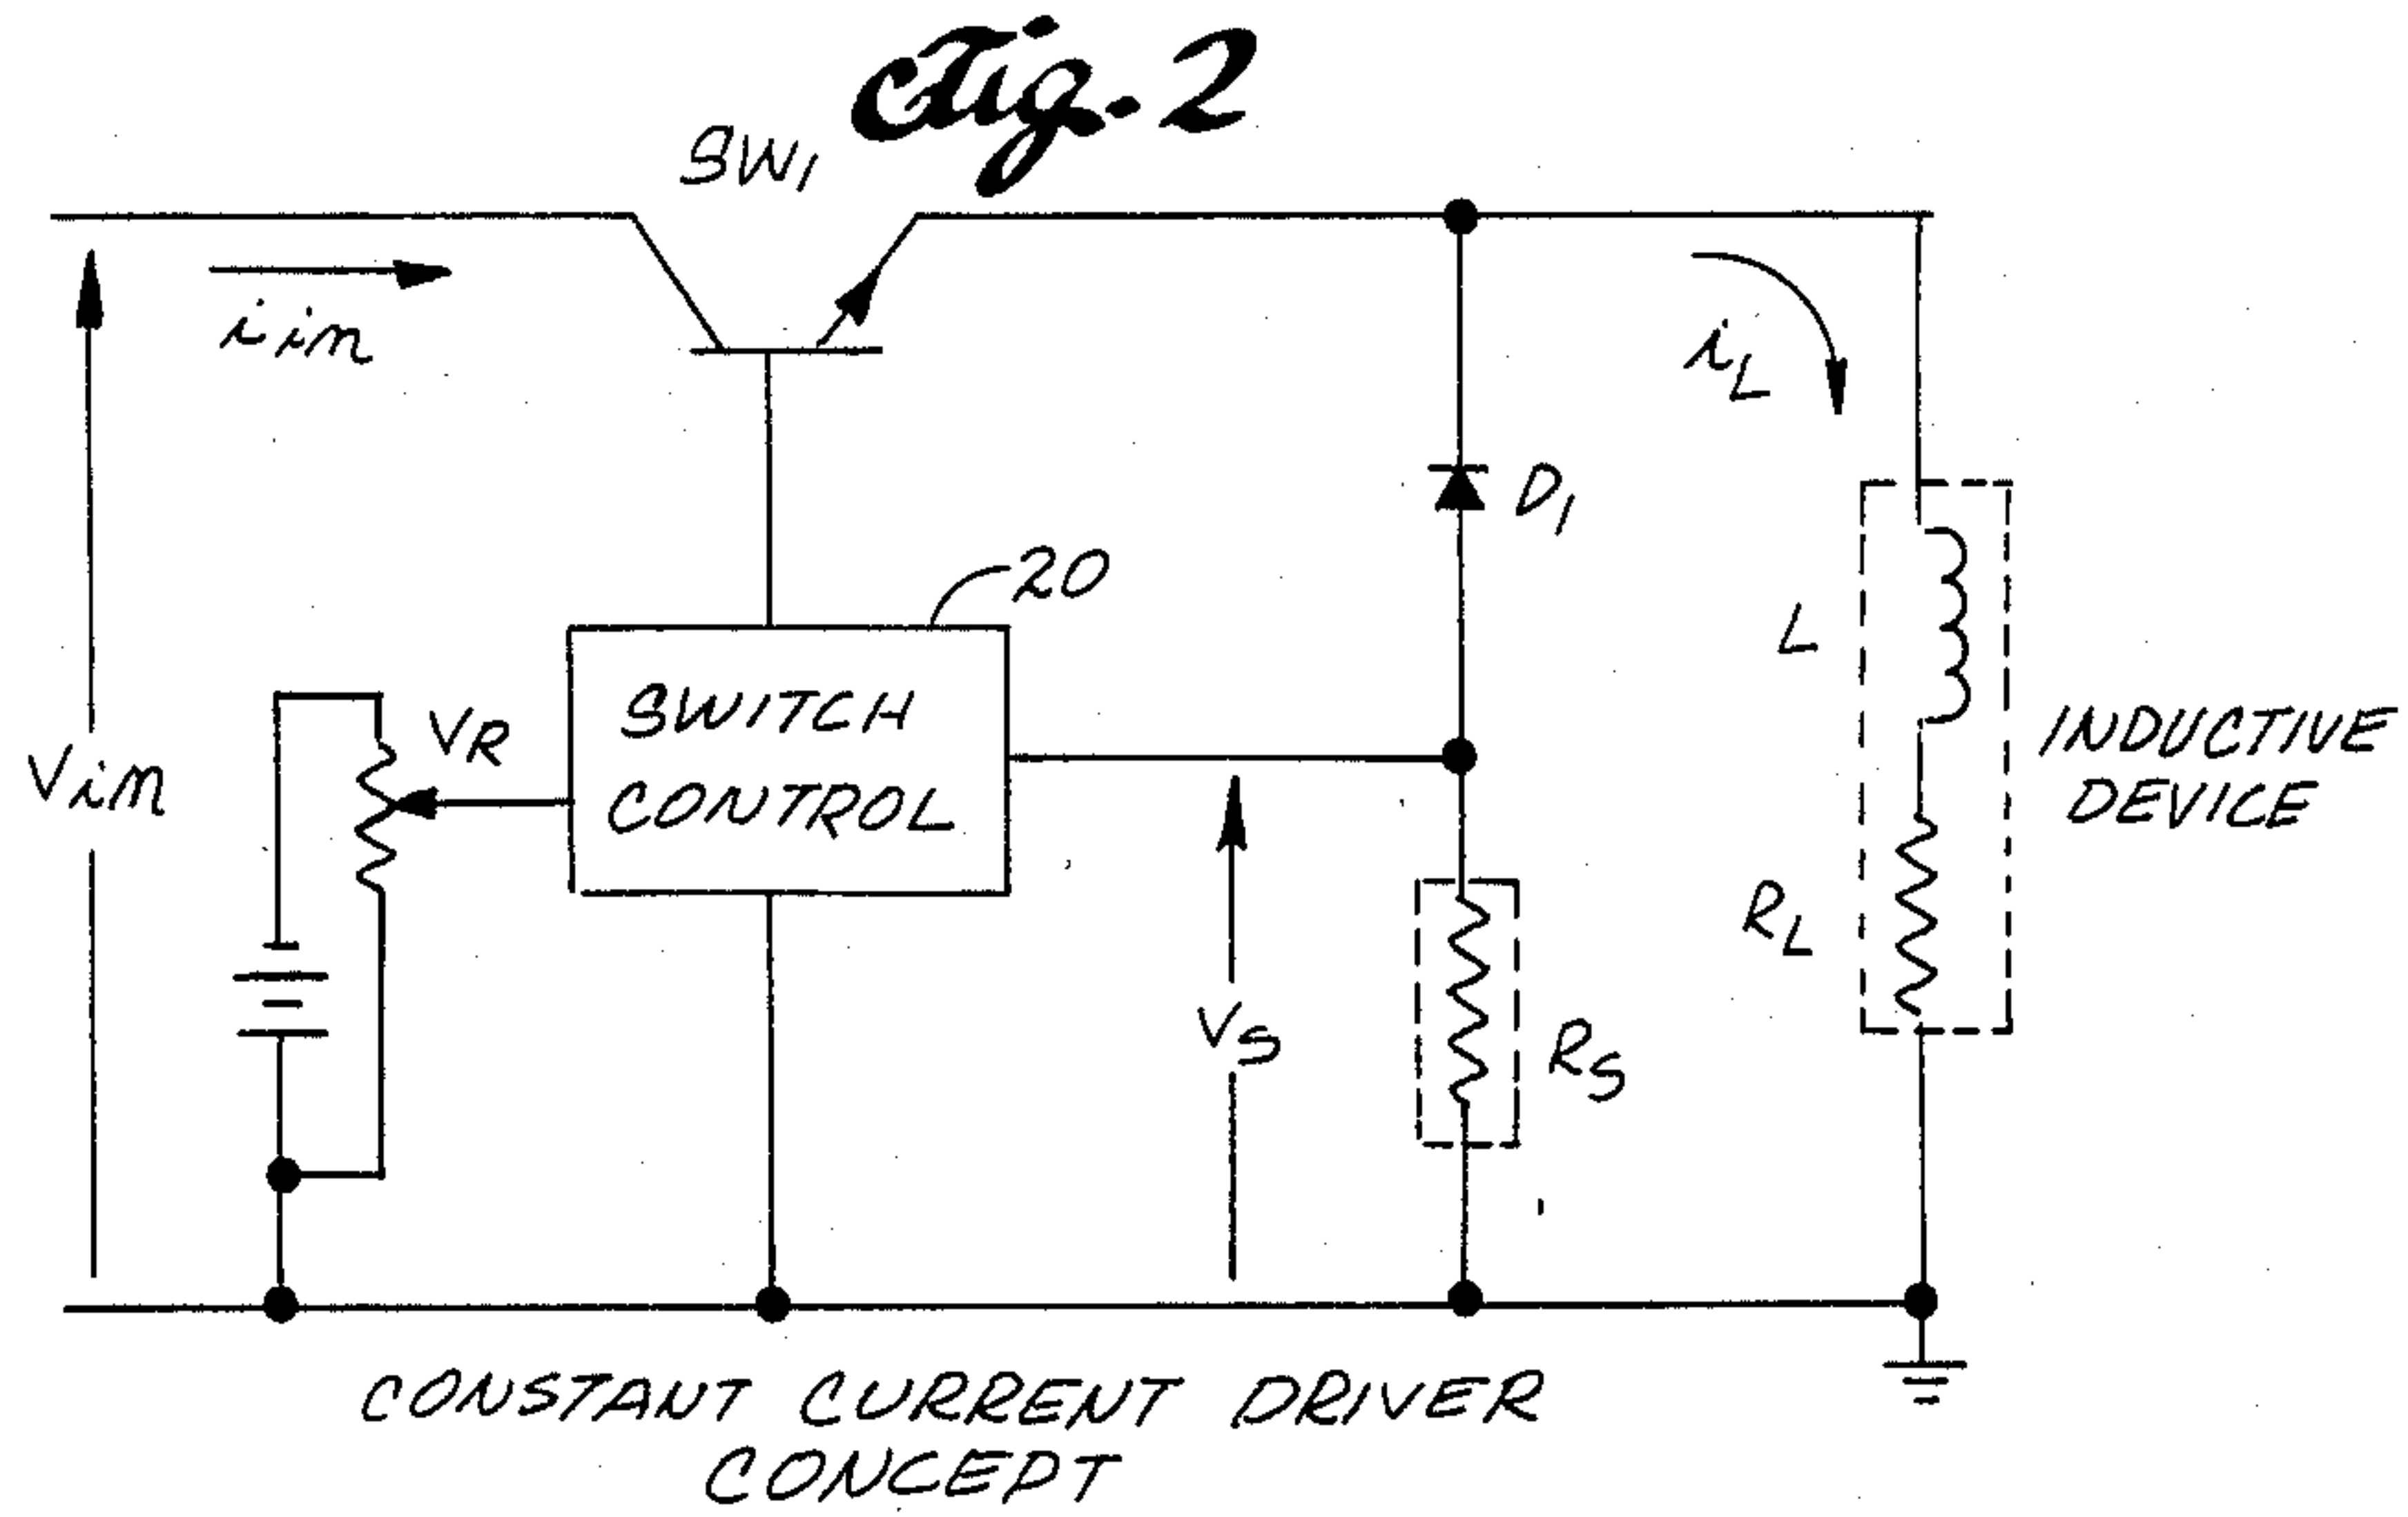 Fig. 2
SW1
iin
iL
D1
20
L
SWITCH
CONTROL
VR
Vin
INDUCTIVE
DEVICE
RL
VS
RS
CONSTANT CURRENT DRIVER
CONCEPT